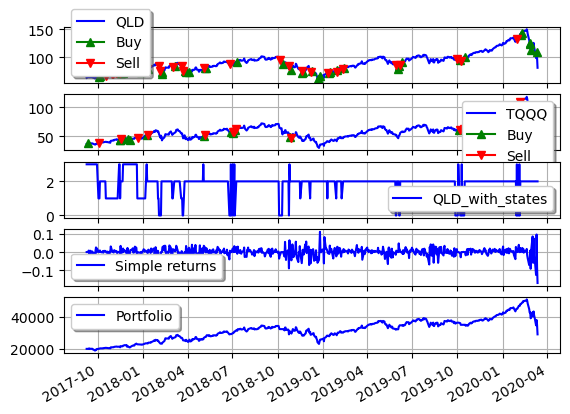 150
100
QLD
Buy
Sell
100
50
TQQQ
Buy
Sell
2
0
QLD_with_states
0.1
0.0
−0.1
Simple returns
40000
20000
Portfolio
2017-10 2018-01 2018-04 2018-07 2018-10 2019-01 2019-04 2019-07 2019-10 2020-01 2020-04